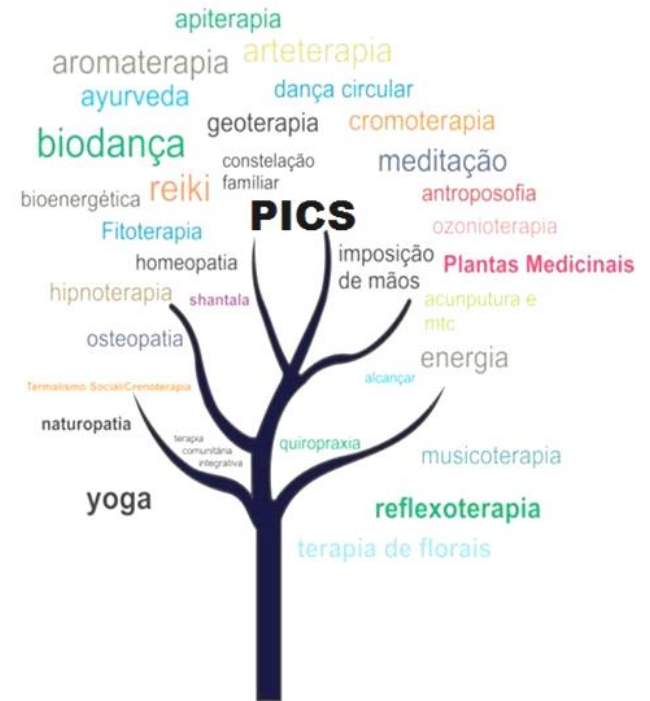 apiterapia
arteterapia
aromaterapia
ayurveda
dança circular
geoterapia
cromoterapia
biodança
constelação
familiar
meditação
bioenergética
reiki
antroposofia
PICS
ozonioterapia
Fitoterapia
homeopatia
imposição
de mãos
Plantas Medicinais
hipnoterapia
shantala
acunputura e
mtc
osteopatia
energia
alcançar
Termalismo Social/Crenoterapia
naturopatia
terapia
comunitária
integrativa
quiropraxia
musicoterapia
yoga
reflexoterapia
terapia de florais